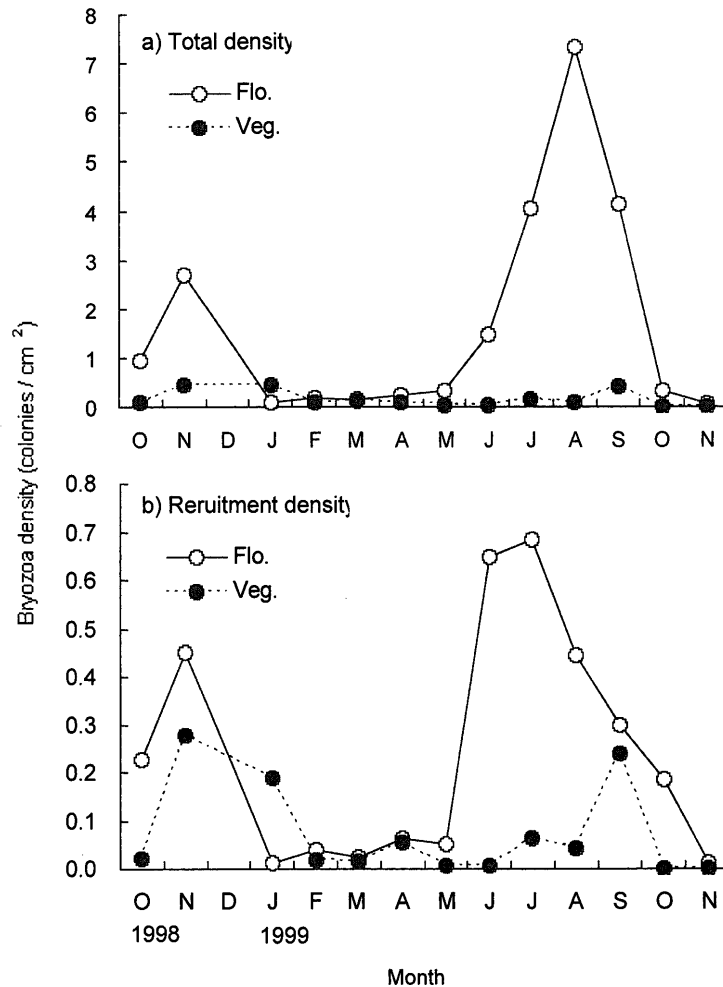 Bryozoa density (colonies / cm ²)
8
7
6
5
4
3
2
1
0
a) Total density
Flo.
Veg.
O N D J F M A M J J A S O N
0.8
0.7
0.6
0.5
0.4
0.3
0.2
0.1
0.0
b) Reruitment density
Flo.
Veg.
O N D J F M A M J J A S O N
1998 1999
Month